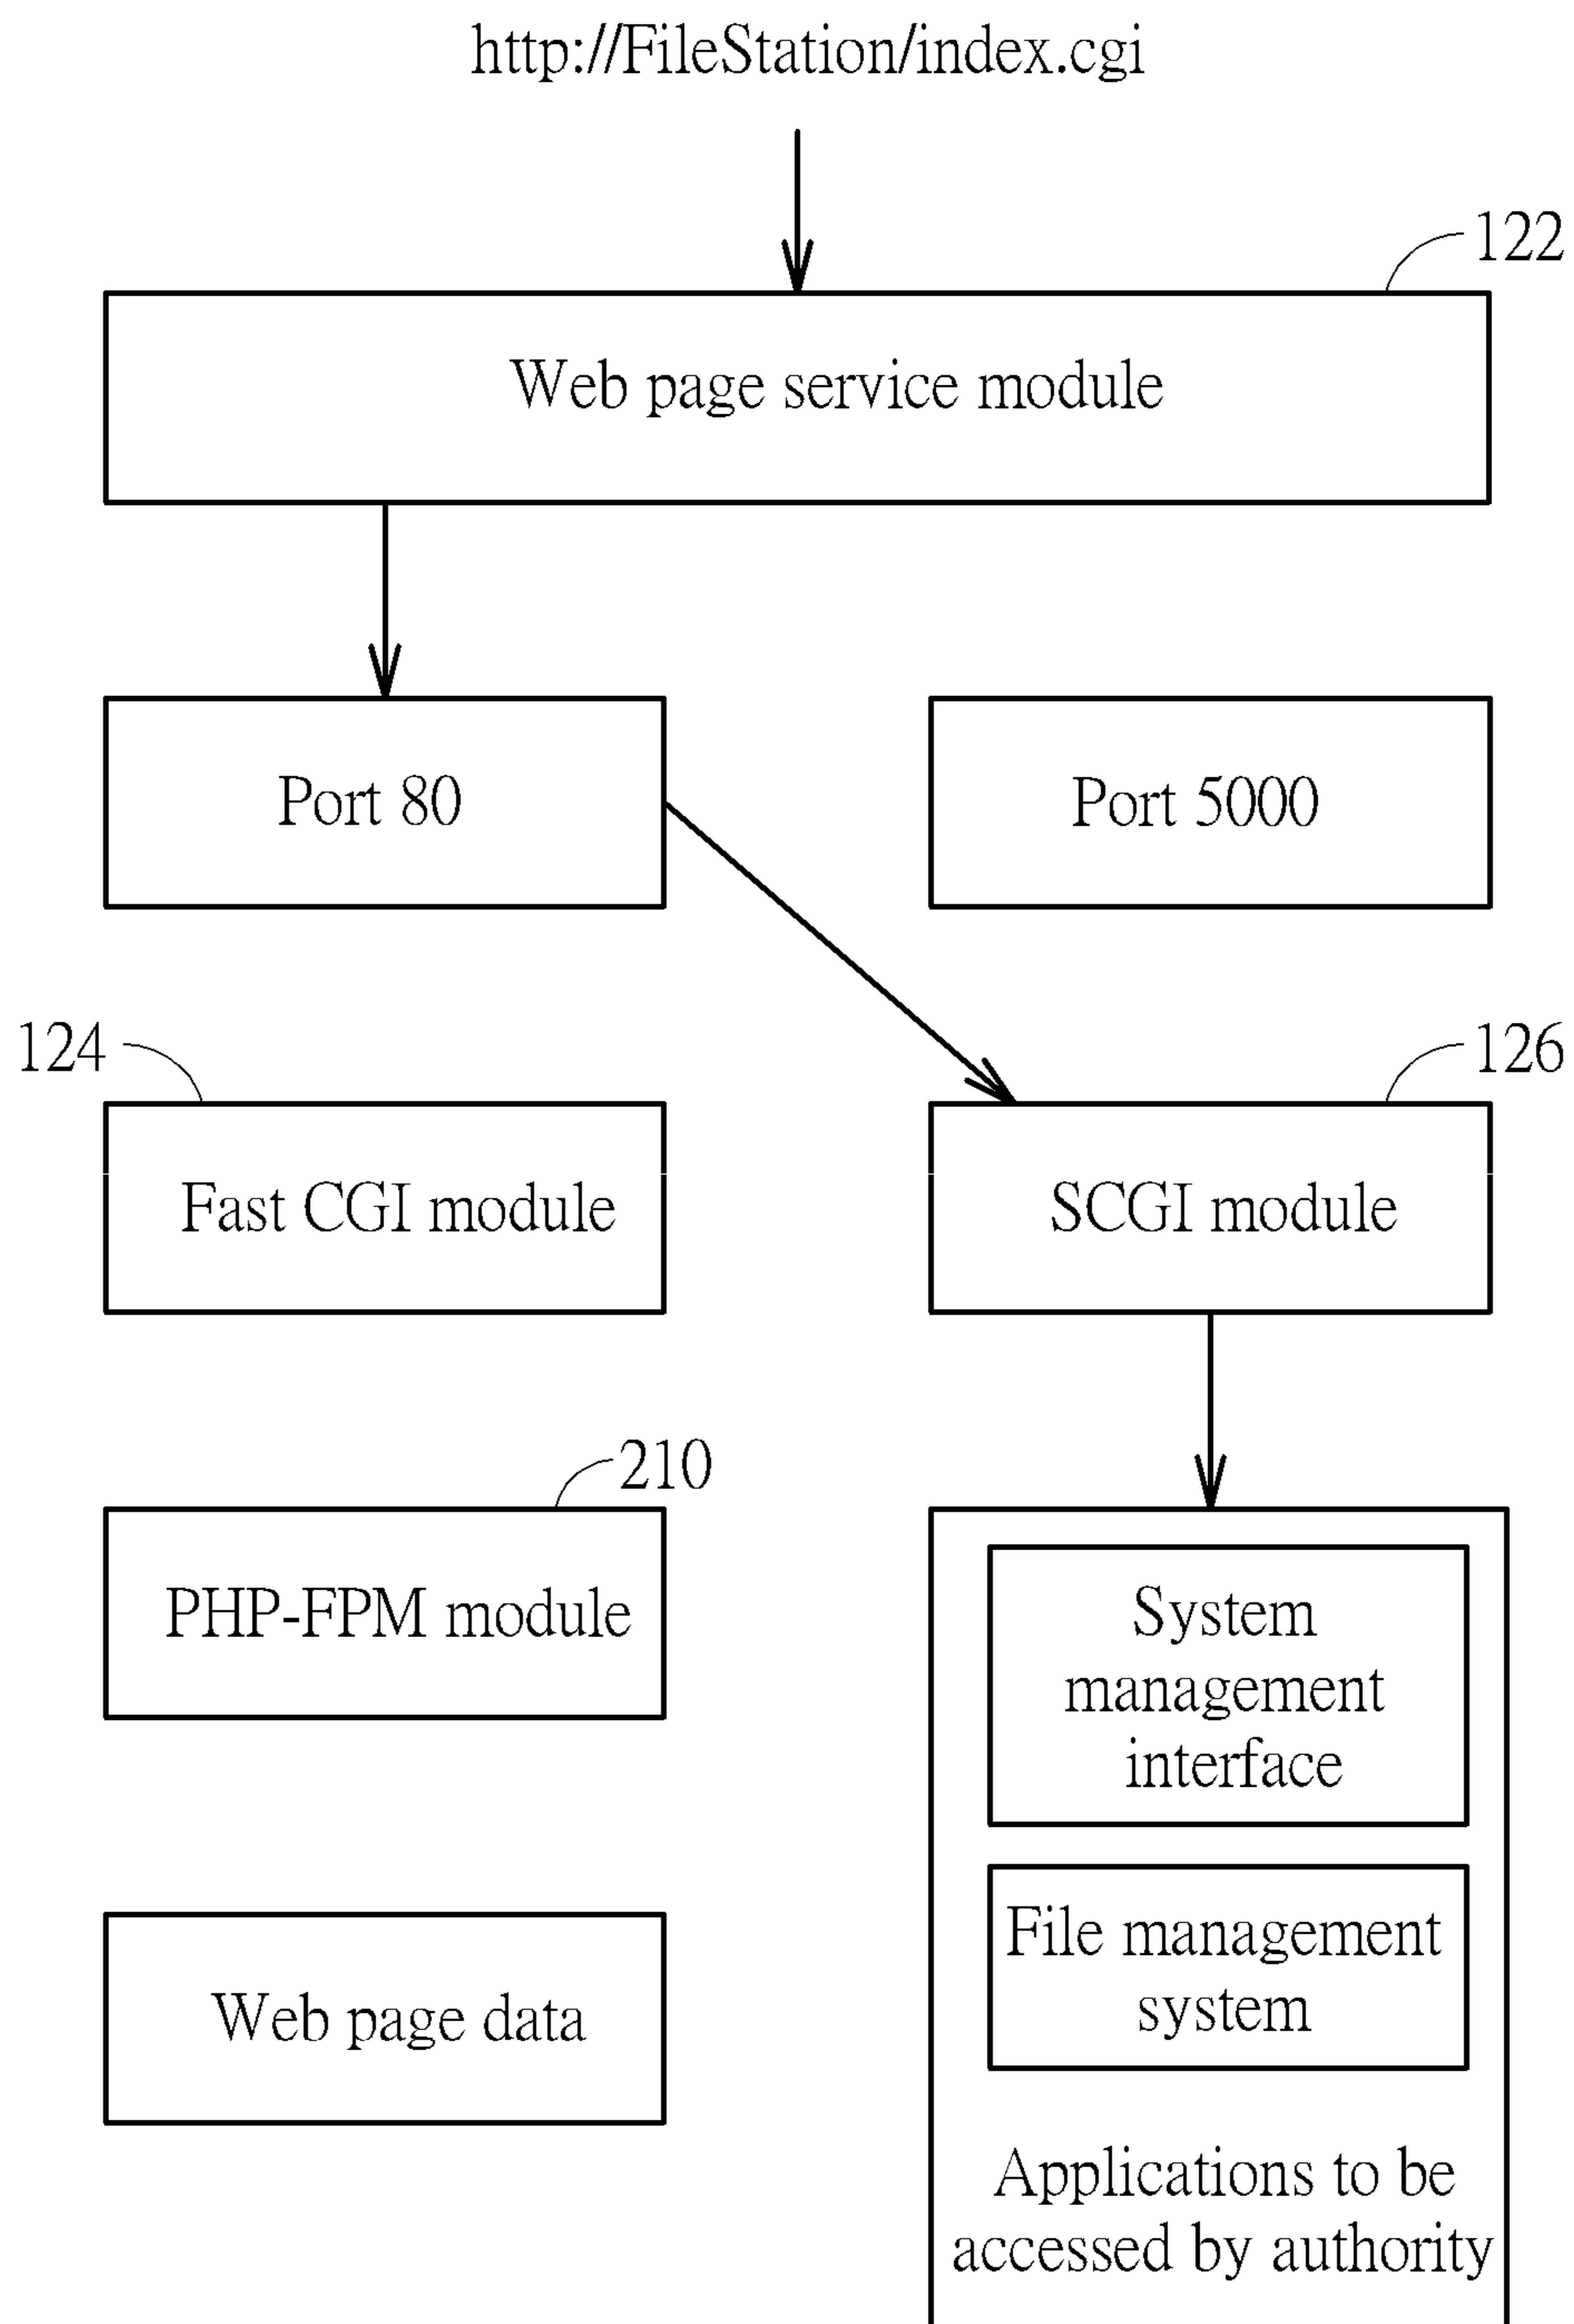 http://FileStation/index.cgi
122
Web page service module
Port 80
Port 5000
124
126
Fast CGI module
SCGI module
210
PHP-FPM module
System
management
interface
File management
system
Web page data
Applications to be
accessed by authority